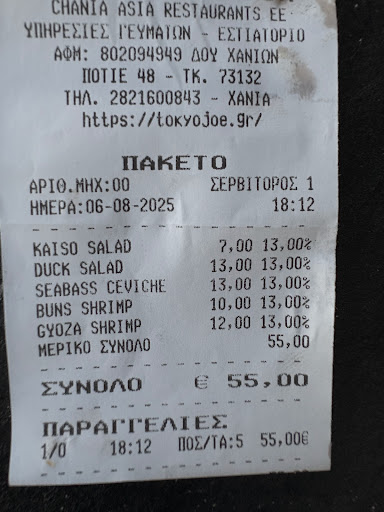 CHANIA ASIA RESTAURANTS EE
ΥΠΗΡΕΣΙΕΣ ΓΕΥΜΑΤΩΝ - ΕΣΤΙΑΤΟΡΙΟ
ΑΦΜ: 802094949 ΔΟΥ ΧΑΝΙΩΝ
ΠΟΤΙΕ 48 - ΤΚ. 73132
ΤΗΛ. 2821600843 - ΧΑΝΙΑ
https://tokyojoe.gr/
ΠΑΚΕΤΟ
ΑΡΙΘ.ΜΗΧ:00 ΣΕΡΒΙΤΟΡΟΣ 1
ΗΜΕΡΑ:06-08-2025 18:12
KAISO SALAD 7,00 13,00%
DUCK SALAD 13,00 13,00%
SEABASS CEVICHE 13,00 13,00%
BUNS SHRIMP 10,00 13,00%
GYOZA SHRIMP 12,00 13,00%
ΜΕΡΙΚΟ ΣΥΝΟΛΟ 55,00
ΣΥΝΟΛΟ € 55,00
ΠΑΡΑΓΓΕΛΙΕΣ
1/0 18:12 ΠΟΣ/ΤΑ:5 55,00€